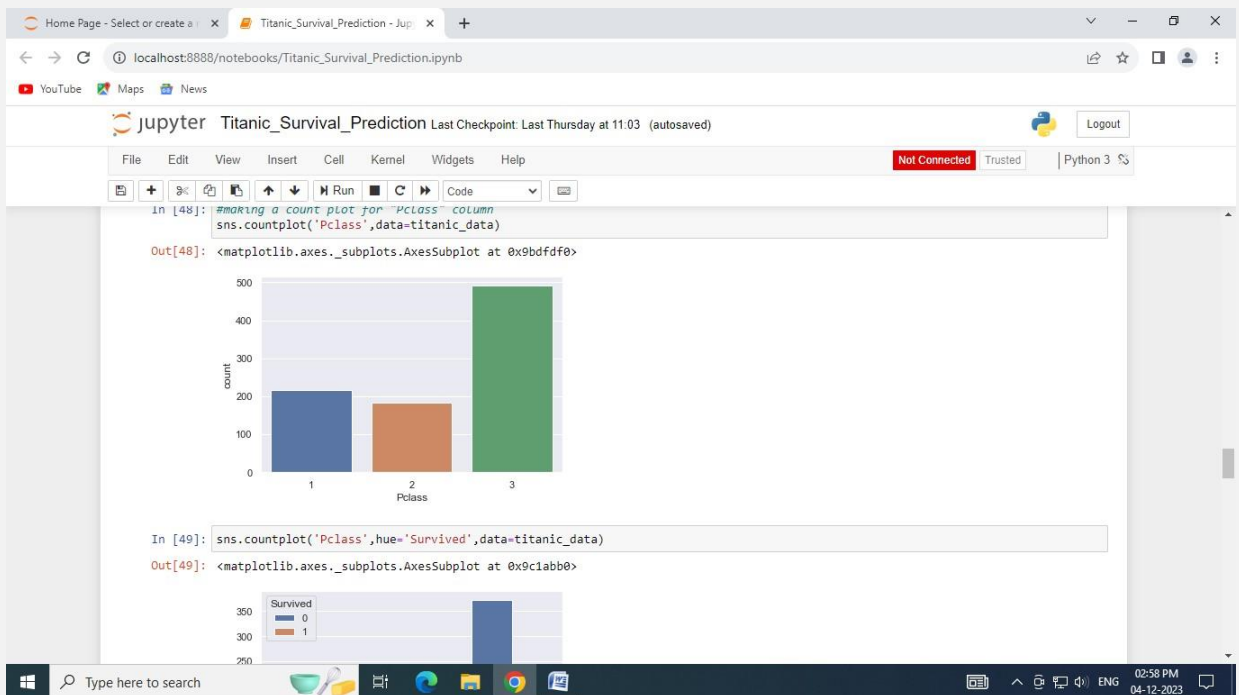 Home Page - Select or create a
Titanic_Survival_Prediction - Jup
localhost:8888/notebooks/Titanic_Survival_Prediction.ipynb
YouTube Maps News
jupyter Titanic_Survival_Prediction Last Checkpoint: Last Thursday at 11:03 (autosaved)
Logout
File Edit View Insert Cell Kernel Widgets Help
Not Connected Trusted Python 3
Run Code
In [48]: #making a count plot for "Pclass" column
sns.countplot('Pclass',data=titanic_data)
Out[48]: <matplotlib.axes._subplots.AxesSubplot at 0x9bdfdf0>
500
400
300
200
100
0
count
1 2 3
Pclass
In [49]: sns.countplot('Pclass',hue='Survived',data=titanic_data)
Out[49]: <matplotlib.axes._subplots.AxesSubplot at 0x9c1abb0>
Survived
0
1
350
300
250
Type here to search
ENG
02:58 PM
04-12-2023